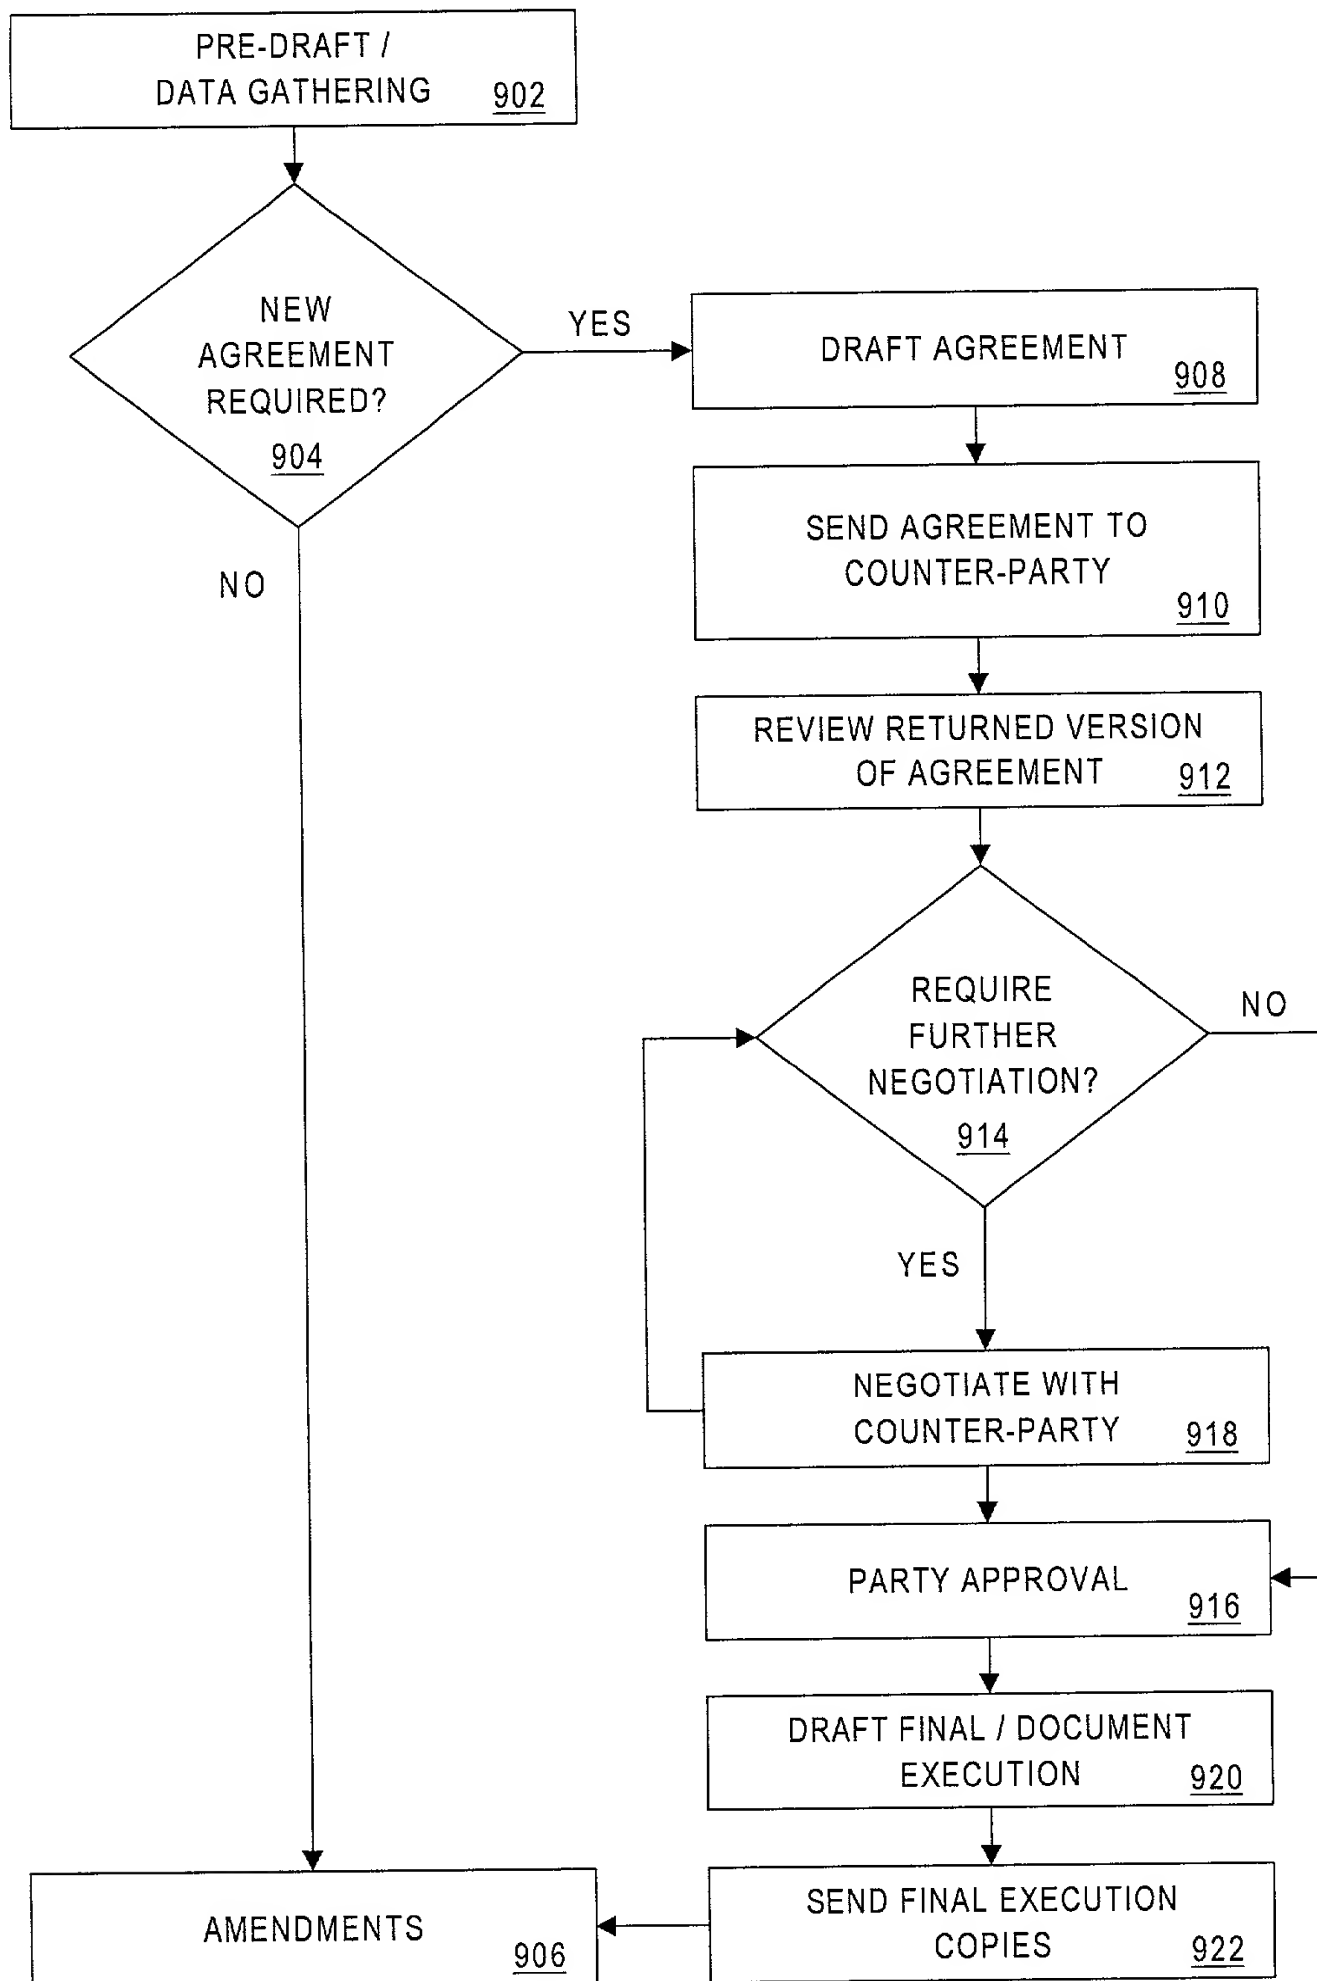 PRE-DRAFT /
DATA GATHERING 902
NEW
AGREEMENT
REQUIRED?
904
YES
NO
DRAFT AGREEMENT
908
SEND AGREEMENT TO
COUNTER-PARTY
910
REVIEW RETURNED VERSION
OF AGREEMENT 912
REQUIRE
FURTHER
NEGOTIATION?
914
NO
YES
NEGOTIATE WITH
COUNTER-PARTY 918
PARTY APPROVAL
916
DRAFT FINAL / DOCUMENT
EXECUTION 920
SEND FINAL EXECUTION
COPIES 922
AMENDMENTS
906